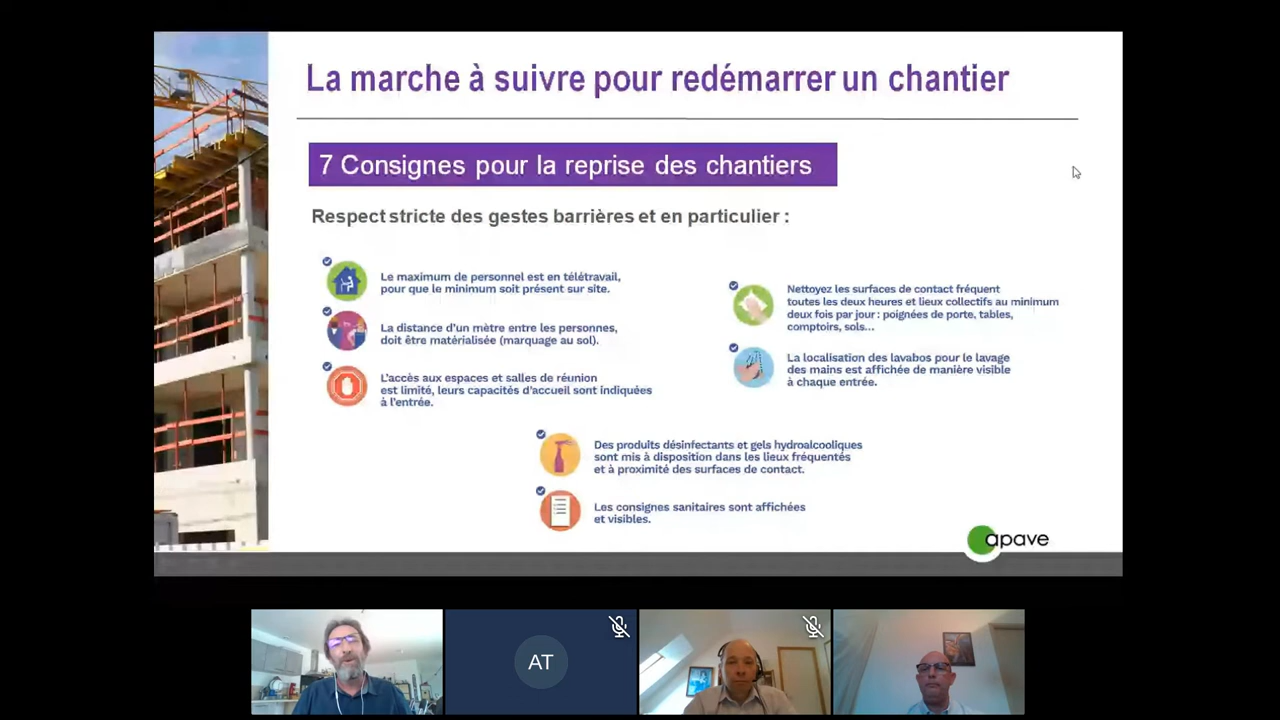 La marche à suivre pour redémarrer un chantier
7 Consignes pour la reprise des chantiers
Respect stricte des gestes barrières et en particulier :
Le maximum de personnel est en télétravail,
pour que le minimum soit présent sur site.
La distance d'un mètre entre les personnes,
doit être matérialisée (marquage au sol).
L'accès aux espaces et salles de réunion
est limité, leurs capacités d'accueil sont indiquées
à l'entrée.
Nettoyez les surfaces de contact fréquent
toutes les deux heures et lieux collectifs au minimum
deux fois par jour : poignées de porte, tables,
comptoirs, sols...
La localisation des lavabos pour le lavage
des mains est affichée de manière visible
à chaque entrée.
Des produits désinfectants et gels hydroalcooliques
sont mis à disposition dans les lieux fréquentés
et à proximité des surfaces de contact.
Les consignes sanitaires sont affichées
et visibles.
apave
AT